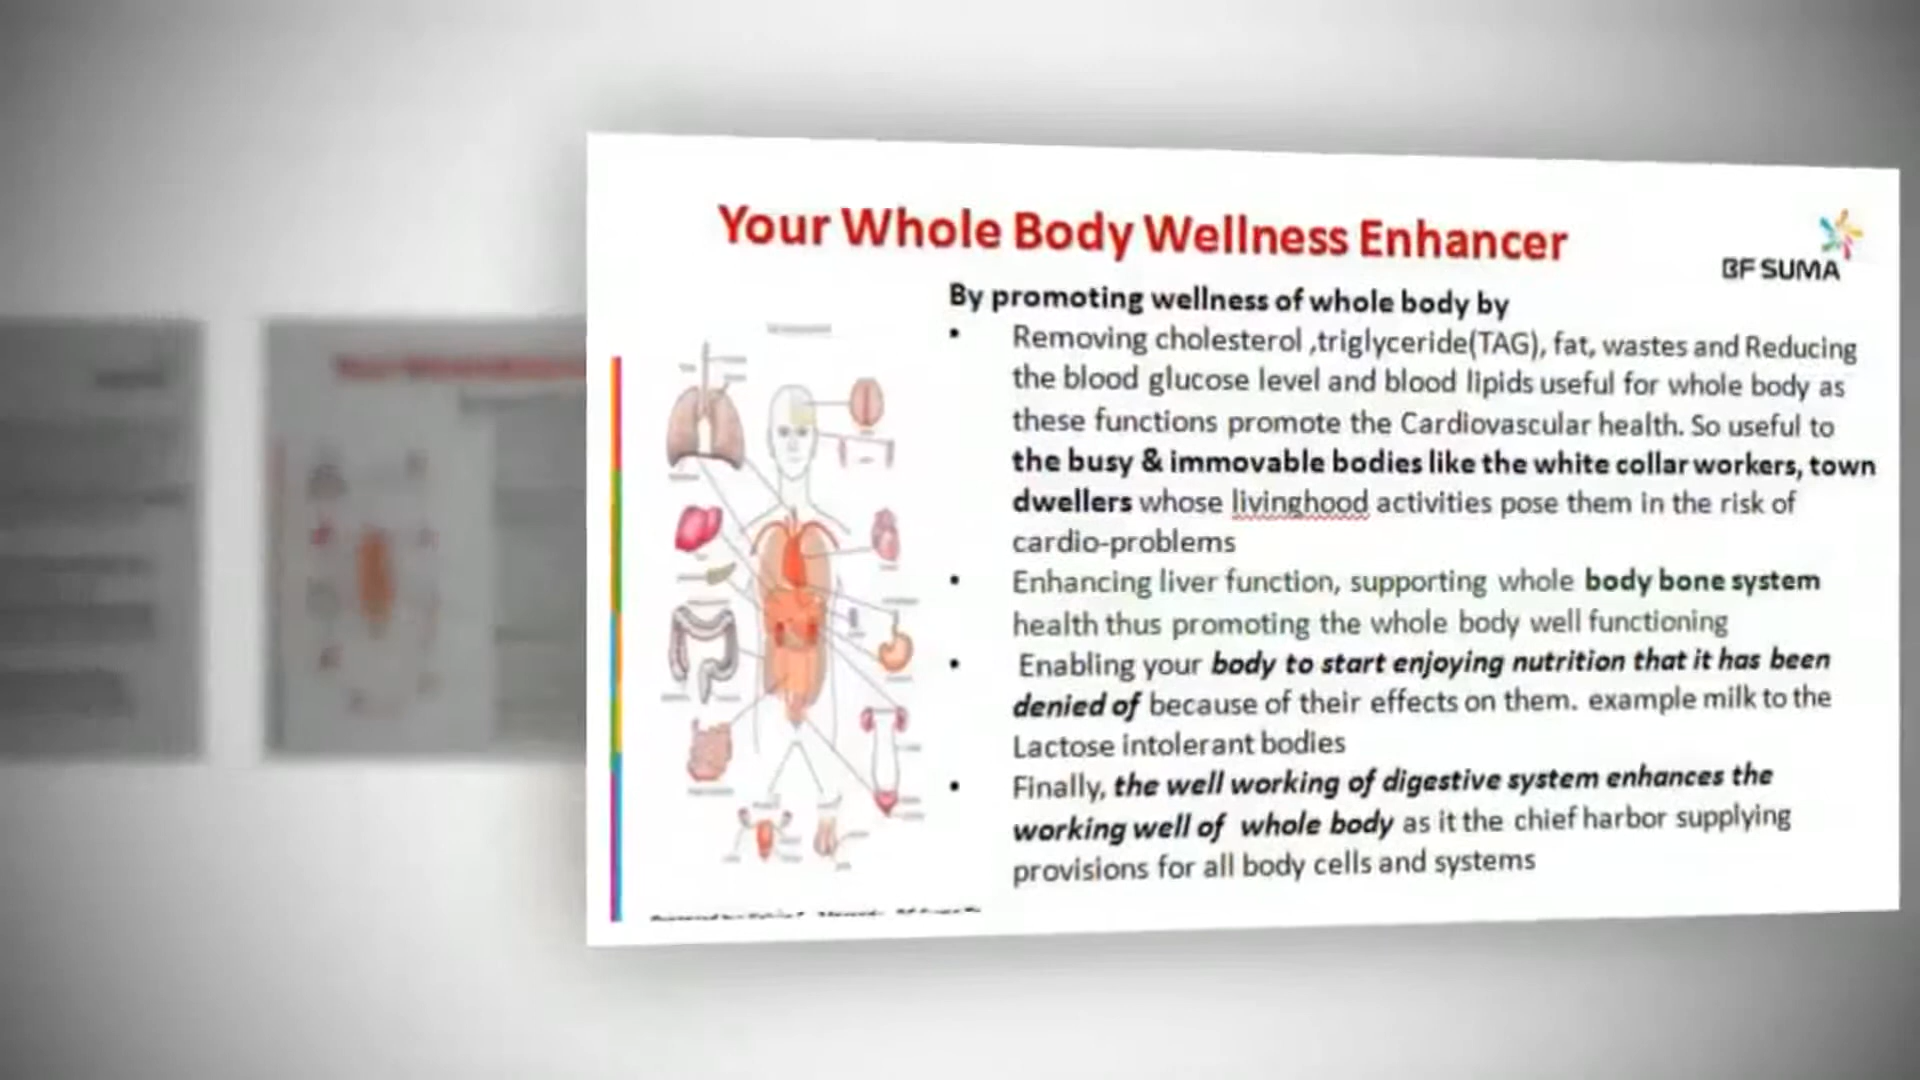 Your Whole Body Wellness Enhancer
BF SUMA
By promoting wellness of whole body by
• Removing cholesterol ,triglyceride(TAG), fat, wastes and Reducing
the blood glucose level and blood lipids useful for whole body as
these functions promote the Cardiovascular health. So useful to
the busy & immovable bodies like the white collar workers, town
dwellers whose livinghood activities pose them in the risk of
cardio-problems
• Enhancing liver function, supporting whole body bone system
health thus promoting the whole body well functioning
• Enabling your body to start enjoying nutrition that it has been
denied of because of their effects on them. example milk to the
Lactose intolerant bodies
• Finally, the well working of digestive system enhances the
working well of whole body as it the chief harbor supplying
provisions for all body cells and systems